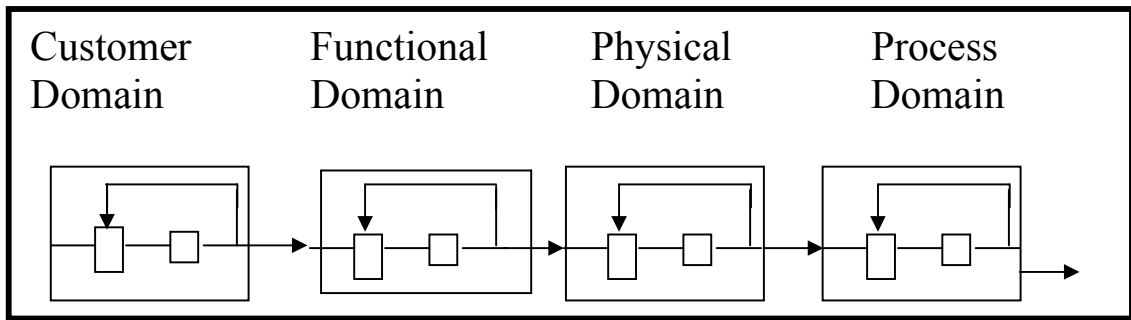 Customer Domain
Functional Domain
Physical Domain
Process Domain